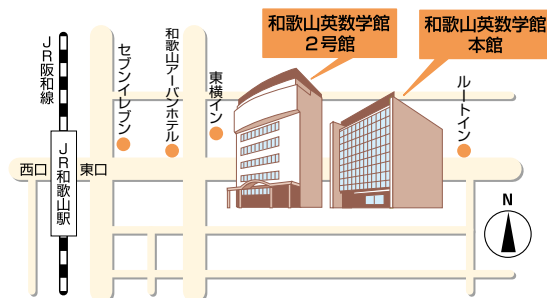 和歌山英数学館
2号館
和歌山英数学館
本館
JR阪和線
セブンイレブン
和歌山アーバンホテル
東横イン
ルートイン
西口
JR和歌山駅
東口
N